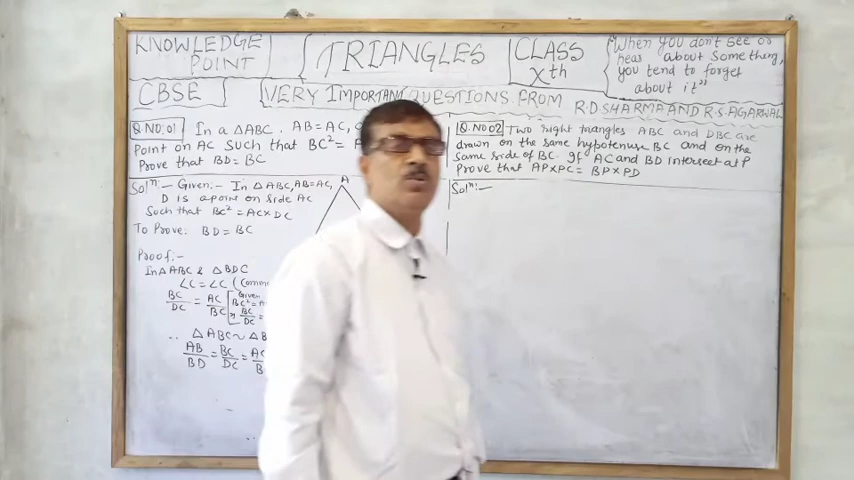 KNOWLEDGE
POINT
TRIANGLES
CLASS
Xth
"When you don't see or
hear about something,
you tend to forget
about it"
CBSE
VERY IMPORTANT QUESTIONS FROM R.D SHARMA AND R.S. AGARWAL
Q.NO.01 In a ΔABC. AB=AC,
POINT ON AC SUCH THAT BC²=
PROVE THAT BD=BC
Solⁿ:- Given:- In ΔABC, AB=AC,
D is a point on side AC
Such that BC² = AC×DC
To Prove: BD=BC
Proof:-
In ΔABC & ΔBDC
∠C=∠C (Common
BC/DC = AC/BC [Given
BC²=
BC/DC =
∴ ΔABC~Δ
AB/BD = BC/DC =
A
Q.NO.02 Two right triangles ABC and DBC are
drawn on the same hypotenuse BC and on the
same side of BC. If AC and BD intersect at P
Prove that AP×PC= BP×PD
Solⁿ:-